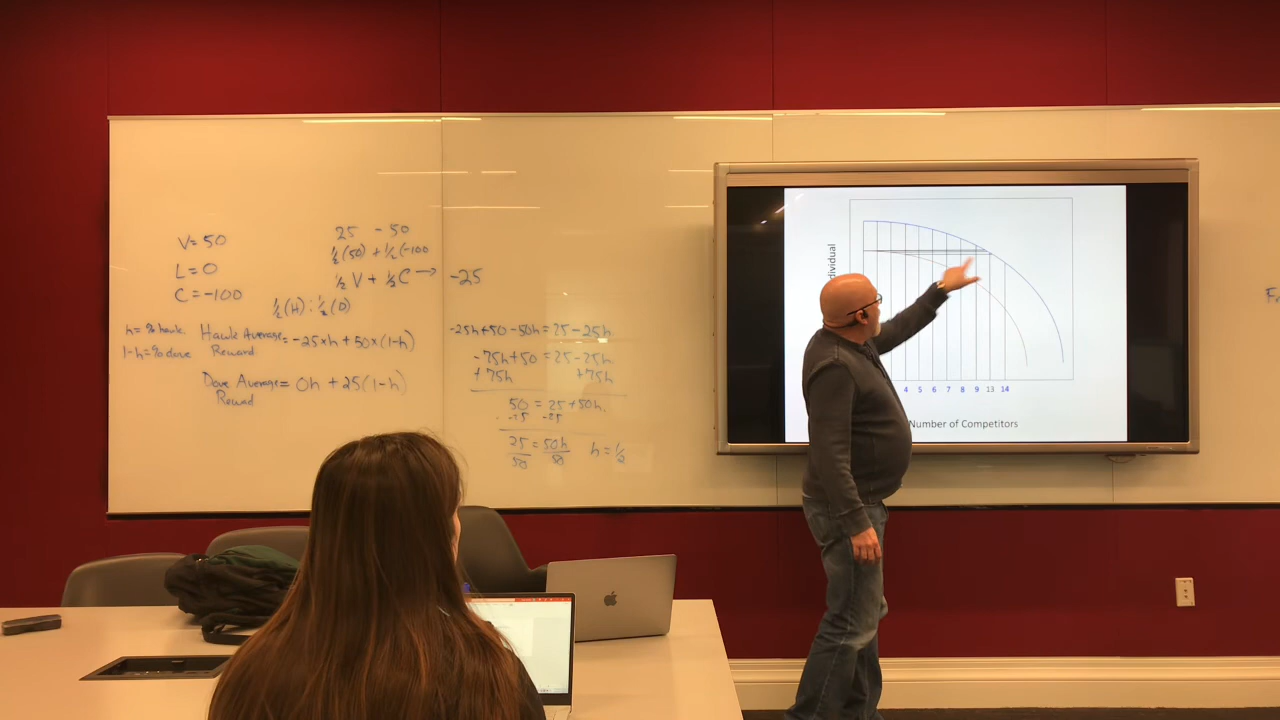 V=50
L=0
C=-100
25 -50
½(50)+½(-100
½V+½C→ -25
½(H):½(D)
h=% hawk
1-h=% dove
Hawk Average Reward = -25×h+50×(1-h)
Dove Average Reward = 0h+25(1-h)
-25h+50-50h=25-25h
-75h+50=25-25h
+75h +75h
50=25+50h
-25 -25
25/50=50h/50 h=½
dividual
4 5 6 7 8 9 13 14
Number of Competitors